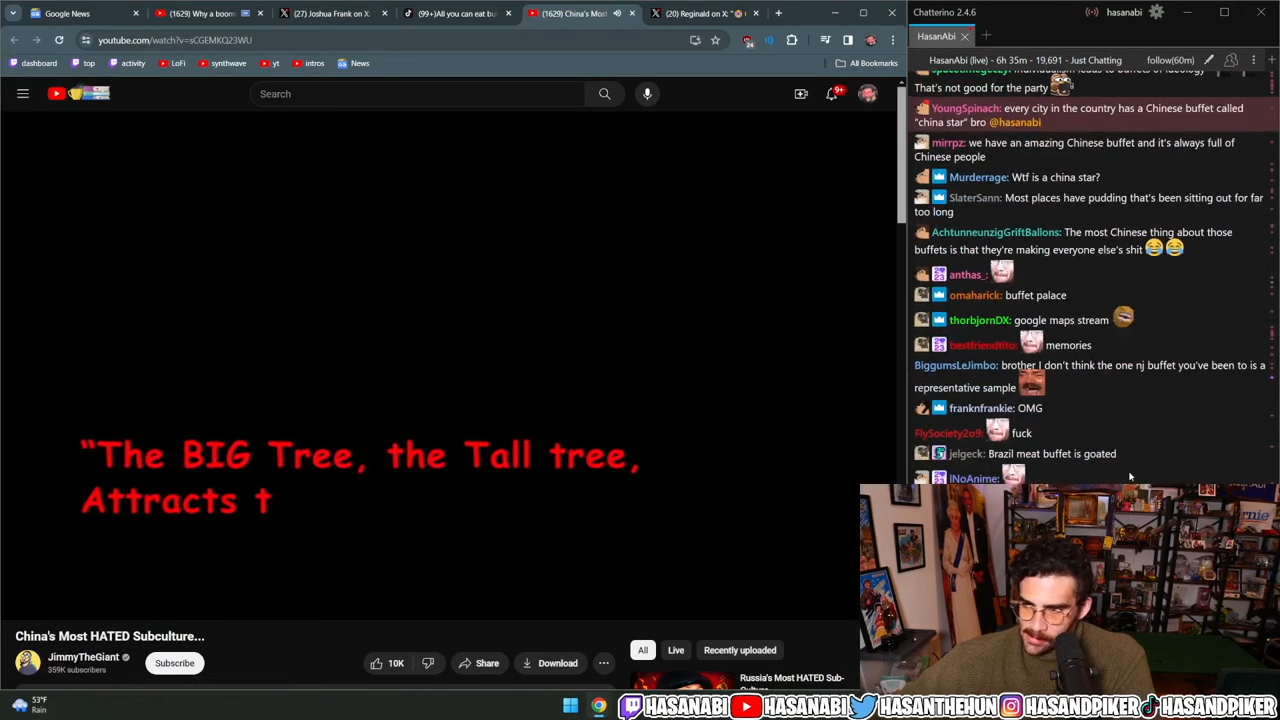 Google News
(1629) Why a boom
(27) Joshua Frank on X:
(99+)All you can eat bu
(1629) China's Most
(20) Reginald on X: "
youtube.com/watch?v=sCGEMKQ23WU
24
dashboard
top
activity
LoFi
synthwave
yt
intros
News
All Bookmarks
Search
9+
"The BIG Tree, the Tall tree,
Attracts t
China's Most HATED Subculture...
JimmyTheGiant
359K subscribers
Subscribe
10K
Share
Download
All
Live
Recently uploaded
Russia's Most HATED Sub-
53°F
Rain
Chatterino 2.4.6
hasanabi
HasanAbi
HasanAbi (live) - 6h 35m - 19,691 - Just Chatting
follow(60m)
That's not good for the party
YoungSpinach: every city in the country has a Chinese buffet called
"china star" bro @hasanabi
mirrpz: we have an amazing Chinese buffet and it's always full of
Chinese people
Murderrage: Wtf is a china star?
SlaterSann: Most places have pudding that's been sitting out for far
too long
AchtunneunzigGriftBallons: The most Chinese thing about those
buffets is that they're making everyone else's shit
anthas_:
omaharick: buffet palace
thorbjornDX: google maps stream
bestfriendtito: memories
BiggumsLeJimbo: brother I don't think the one nj buffet you've been to is a
representative sample
franknfrankie: OMG
FlySociety2o9: fuck
jelgeck: Brazil meat buffet is goated
lNoAnime:
HASANABI
HASANABI
HASANTHEHUN
HASANDPIKER
HASANDPIKER